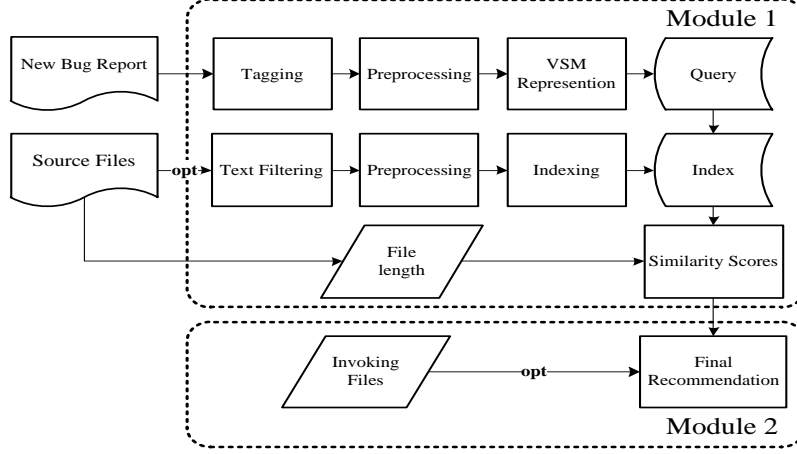 Module 1
New Bug Report
Tagging
Preprocessing
VSM
Represention
Query
Source Files
opt
Text Filtering
Preprocessing
Indexing
Index
File
length
Similarity Scores
Invoking
Files
opt
Final
Recommendation
Module 2